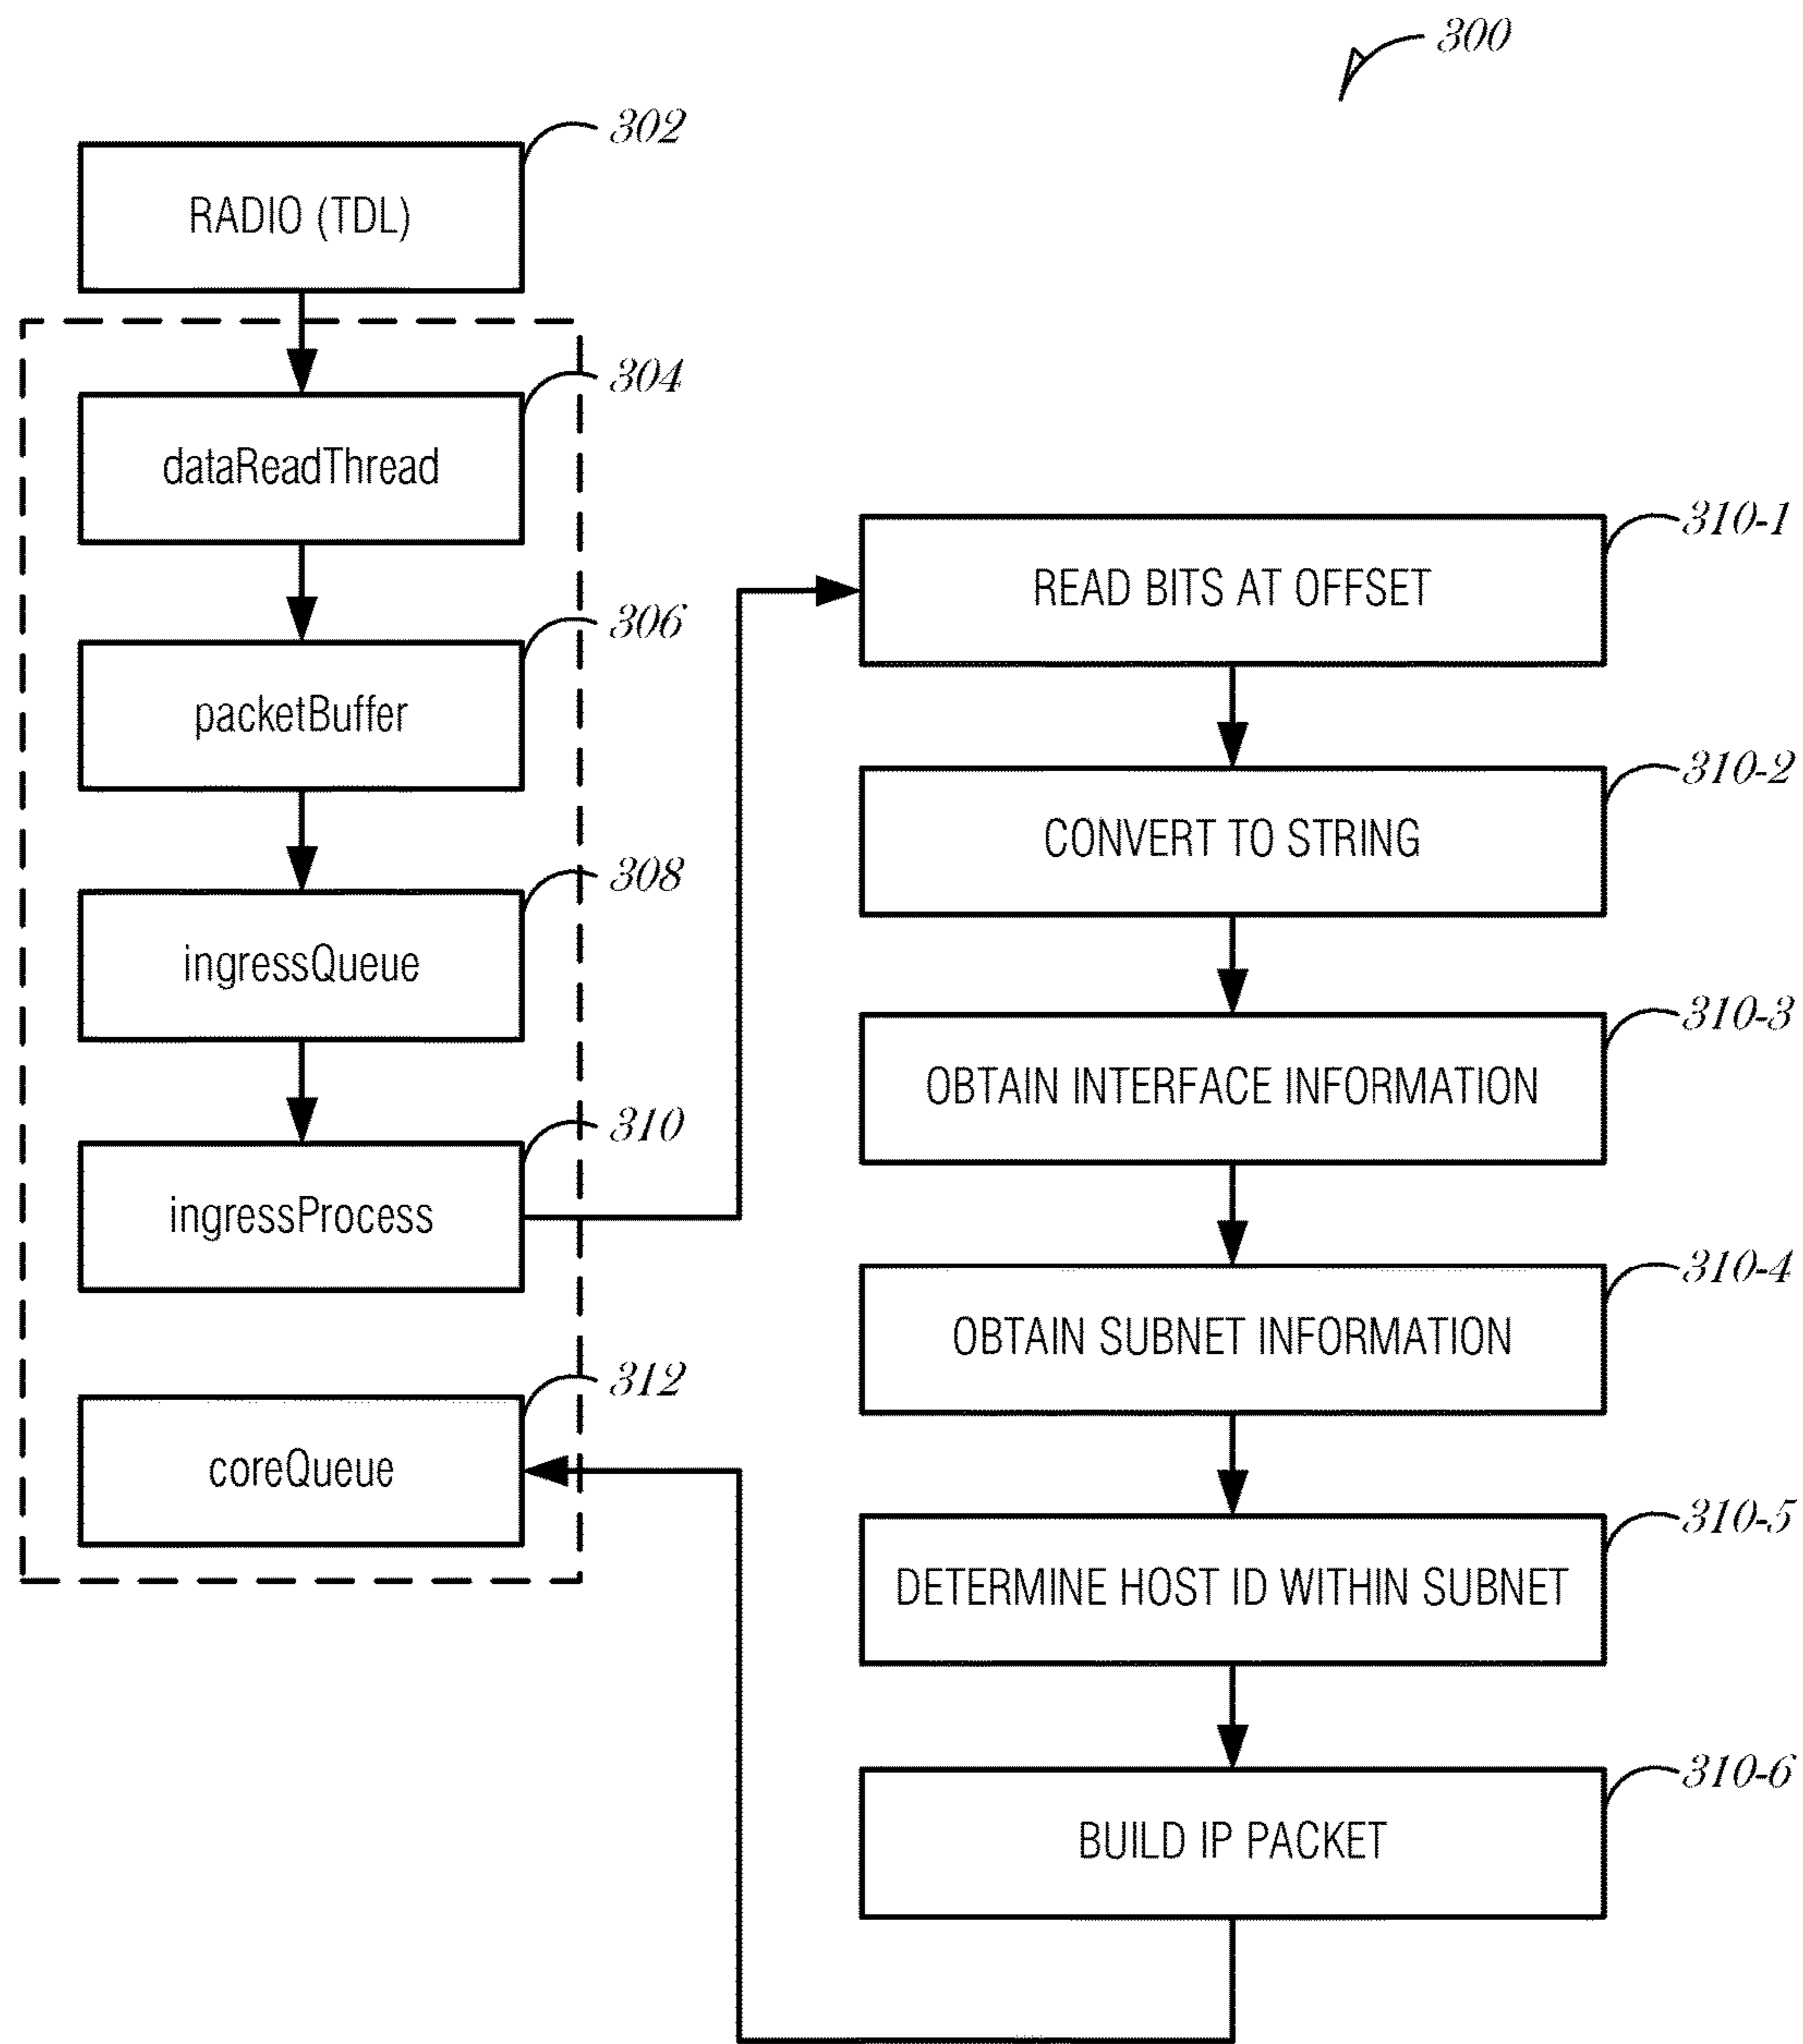 300
302
RADIO (TDL)
304
dataReadThread
306
packetBuffer
308
ingressQueue
310
ingressProcess
312
coreQueue
310-1
READ BITS AT OFFSET
310-2
CONVERT TO STRING
310-3
OBTAIN INTERFACE INFORMATION
310-4
OBTAIN SUBNET INFORMATION
310-5
DETERMINE HOST ID WITHIN SUBNET
310-6
BUILD IP PACKET